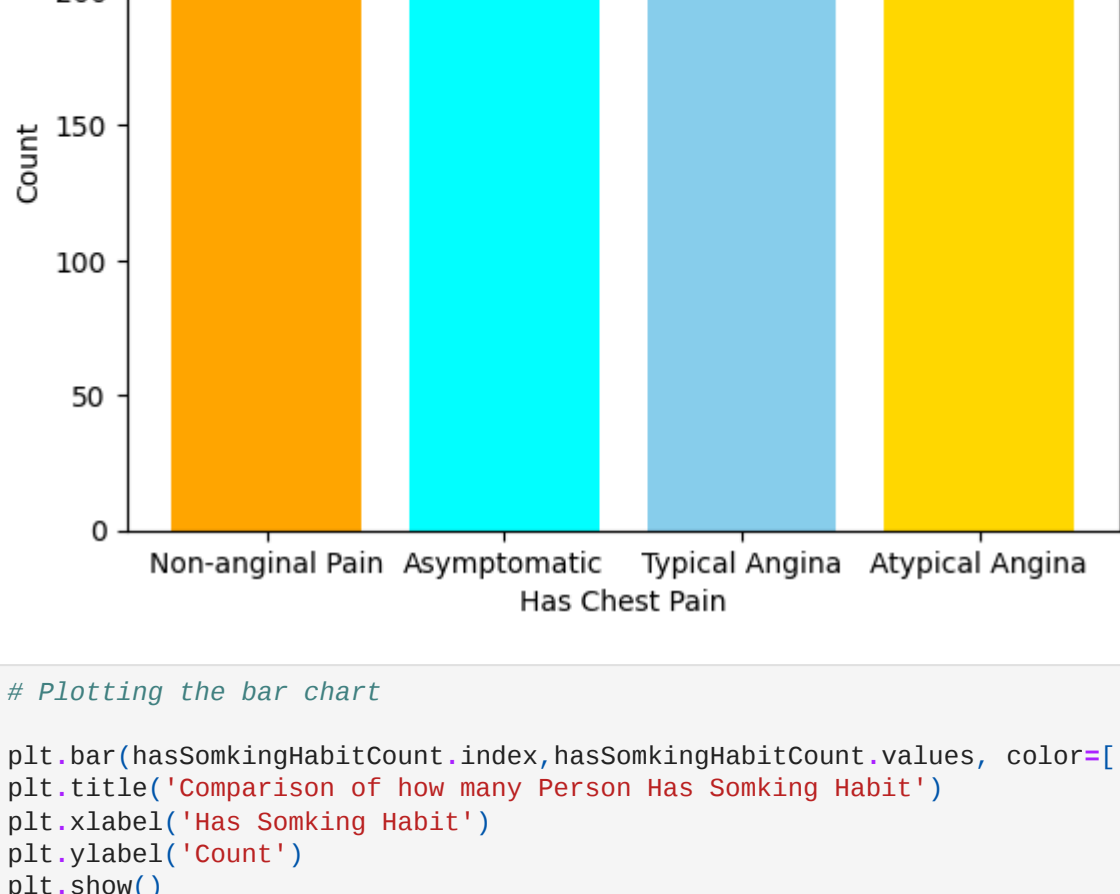 200
Count
150
100
50
0
Non-anginal Pain Asymptomatic Typical Angina Atypical Angina
Has Chest Pain
# Plotting the bar chart
plt.bar(hasSomkingHabitCount.index,hasSomkingHabitCount.values, color=[
plt.title('Comparison of how many Person Has Somking Habit')
plt.xlabel('Has Somking Habit')
plt.ylabel('Count')
plt.show()